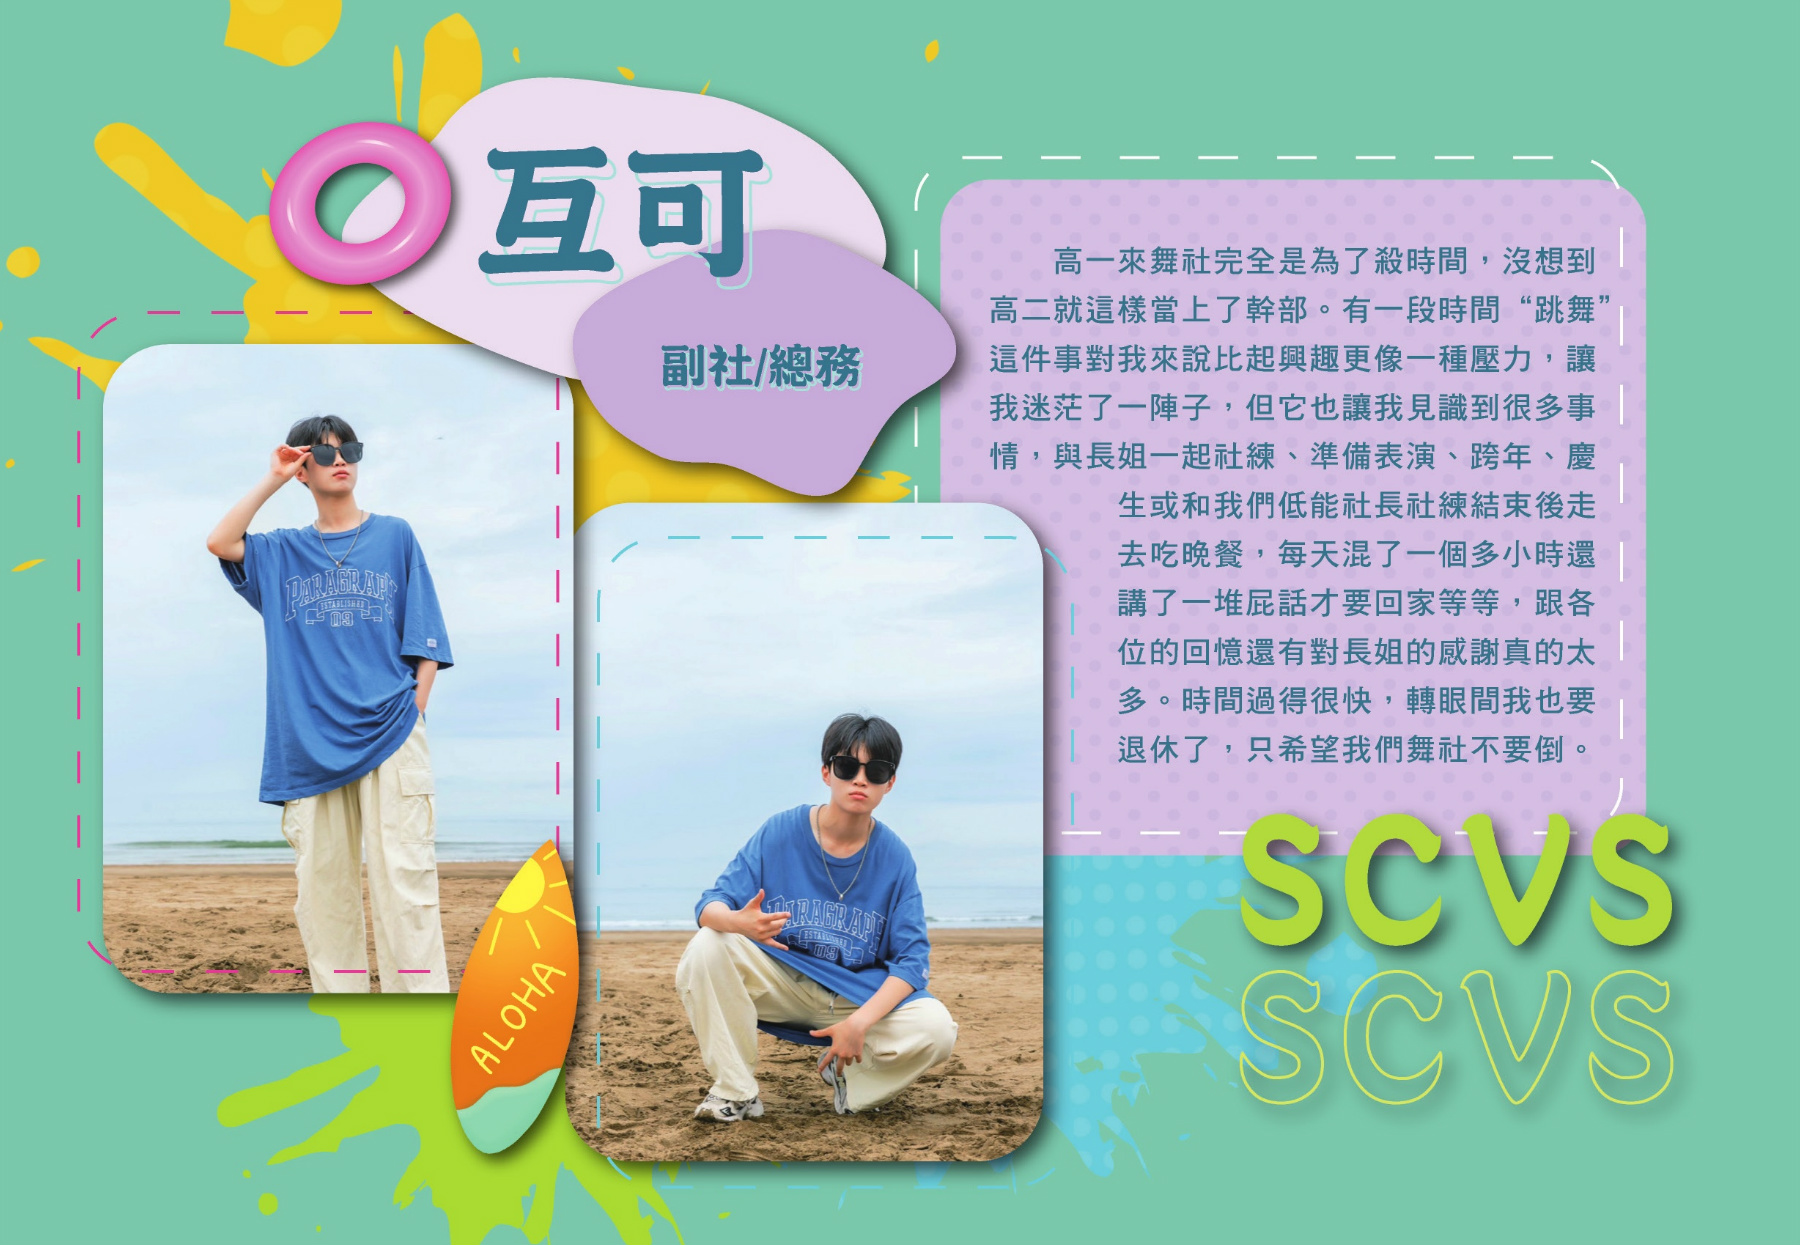 互可
副社/總務
高一來舞社完全是為了殺時間，沒想到
高二就這樣當上了幹部。有一段時間“跳舞”
這件事對我來說比起興趣更像一種壓力，讓
我迷茫了一陣子，但它也讓我見識到很多事
情，與長姐一起社練、準備表演、跨年、慶
生或和我們低能社長社練結束後走
去吃晚餐，每天混了一個多小時還
講了一堆屁話才要回家等等，跟各
位的回憶還有對長姐的感謝真的太
多。時間過得很快，轉眼間我也要
退休了，只希望我們舞社不要倒。
PARAGRAPH
ESTABLISHED
03
ALOHA
PARAGRAPH
ESTABLISHED
03
SCVS
SCVS